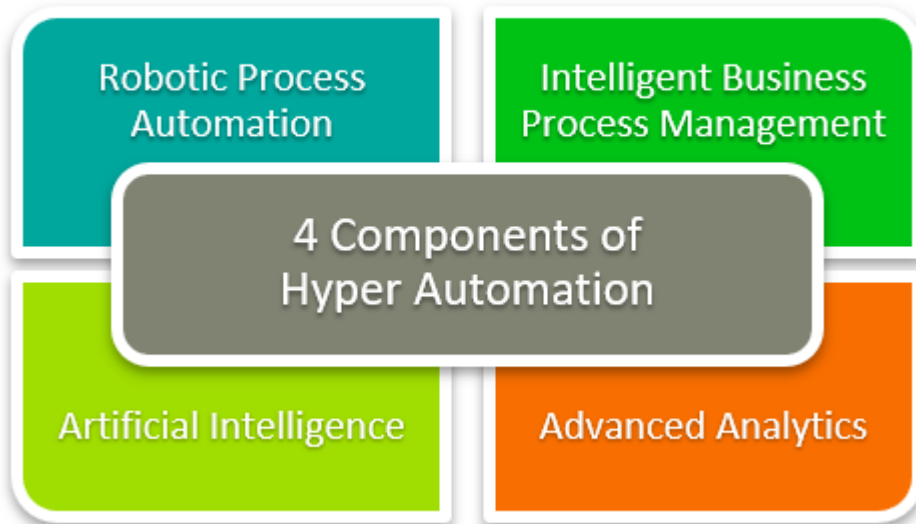 Robotic Process
Automation
Intelligent Business
Process Management
4 Components of
Hyper Automation
Artificial Intelligence
Advanced Analytics